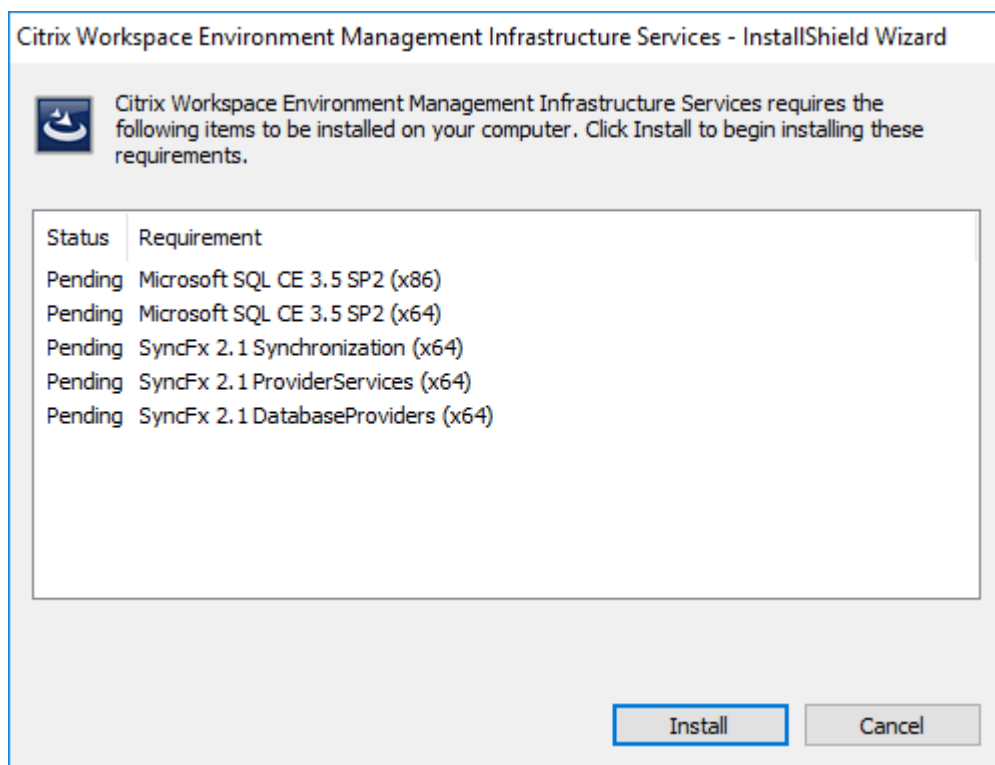 Citrix Workspace Environment Management Infrastructure Services - InstallShield Wizard
Citrix Workspace Environment Management Infrastructure Services requires the
following items to be installed on your computer. Click Install to begin installing these
requirements.
Status Requirement
Pending Microsoft SQL CE 3.5 SP2 (x86)
Pending Microsoft SQL CE 3.5 SP2 (x64)
Pending SyncFx 2.1 Synchronization (x64)
Pending SyncFx 2.1 ProviderServices (x64)
Pending SyncFx 2.1 DatabaseProviders (x64)
Install Cancel